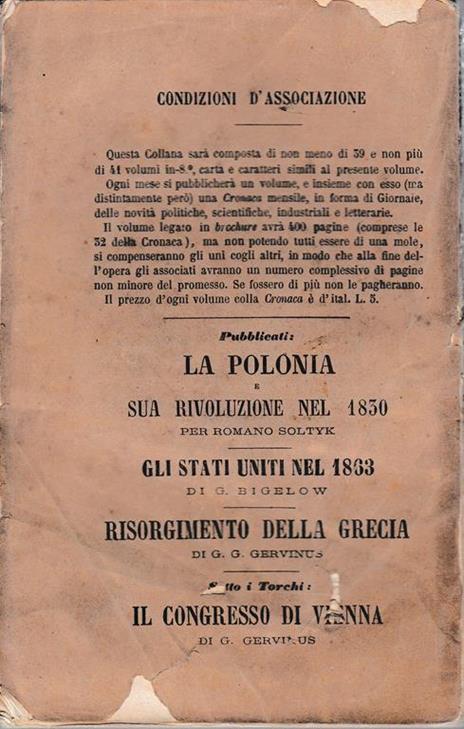 CONDIZIONI D'ASSOCIAZIONE
Questa Collana sarà composta di non meno di 39 e non più
di 41 volumi in-8.º, carta e caratteri simili al presente volume.
Ogni mese si pubblicherà un volume, e insieme con esso (ma
distintamente però) una Cronaca mensile, in forma di Giornale,
delle novità politiche, scientifiche, industriali e letterarie.
Il volume legato in brochure avrà 400 pagine (comprese le
32 della Cronaca), ma non potendo tutti essere di una mole,
si compenseranno gli uni cogli altri, in modo che alla fine del-
l'opera gli associati avranno un numero complessivo di pagine
non minore del promesso. Se fossero di più non le pagheranno.
Il prezzo d'ogni volume colla Cronaca è d'ital. L. 5.
Pubblicati:
LA POLONIA
E
SUA RIVOLUZIONE NEL 1830
PER ROMANO SOLTYK
GLI STATI UNITI NEL 1863
DI G. BIGELOW
RISORGIMENTO DELLA GRECIA
DI G. G. GERVINUS
Sotto i Torchi:
IL CONGRESSO DI VIENNA
DI G. GERVINUS